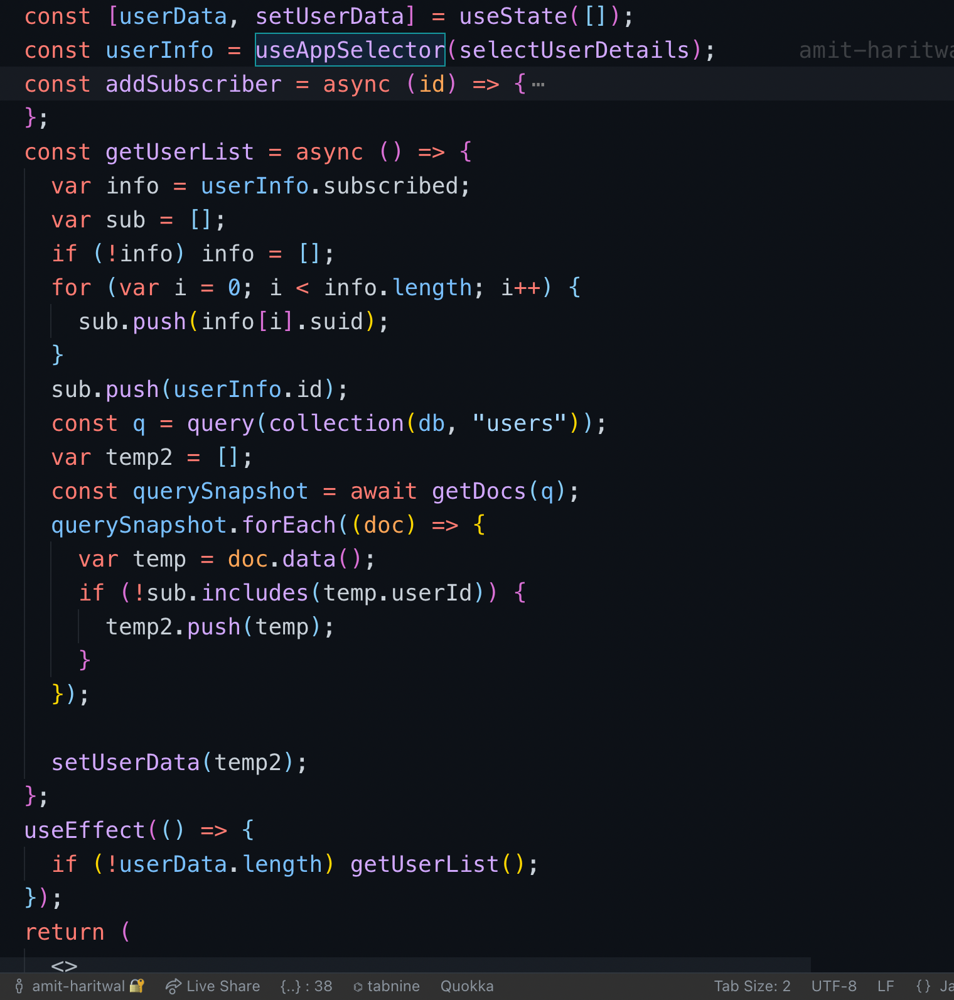 const [userData, setUserData] = useState([]);
const userInfo = useAppSelector(selectUserDetails); amit-haritwa
const addSubscriber = async (id) => {⋯
};
const getUserList = async () => {
  var info = userInfo.subscribed;
  var sub = [];
  if (!info) info = [];
  for (var i = 0; i < info.length; i++) {
    sub.push(info[i].suid);
  }
  sub.push(userInfo.id);
  const q = query(collection(db, "users"));
  var temp2 = [];
  const querySnapshot = await getDocs(q);
  querySnapshot.forEach((doc) => {
    var temp = doc.data();
    if (!sub.includes(temp.userId)) {
      temp2.push(temp);
    }
  });

  setUserData(temp2);
};
useEffect(() => {
  if (!userData.length) getUserList();
});
return (
  <>
amit-haritwal 🔐 Live Share {..} : 38 tabnine Quokka Tab Size: 2 UTF-8 LF {} Ja